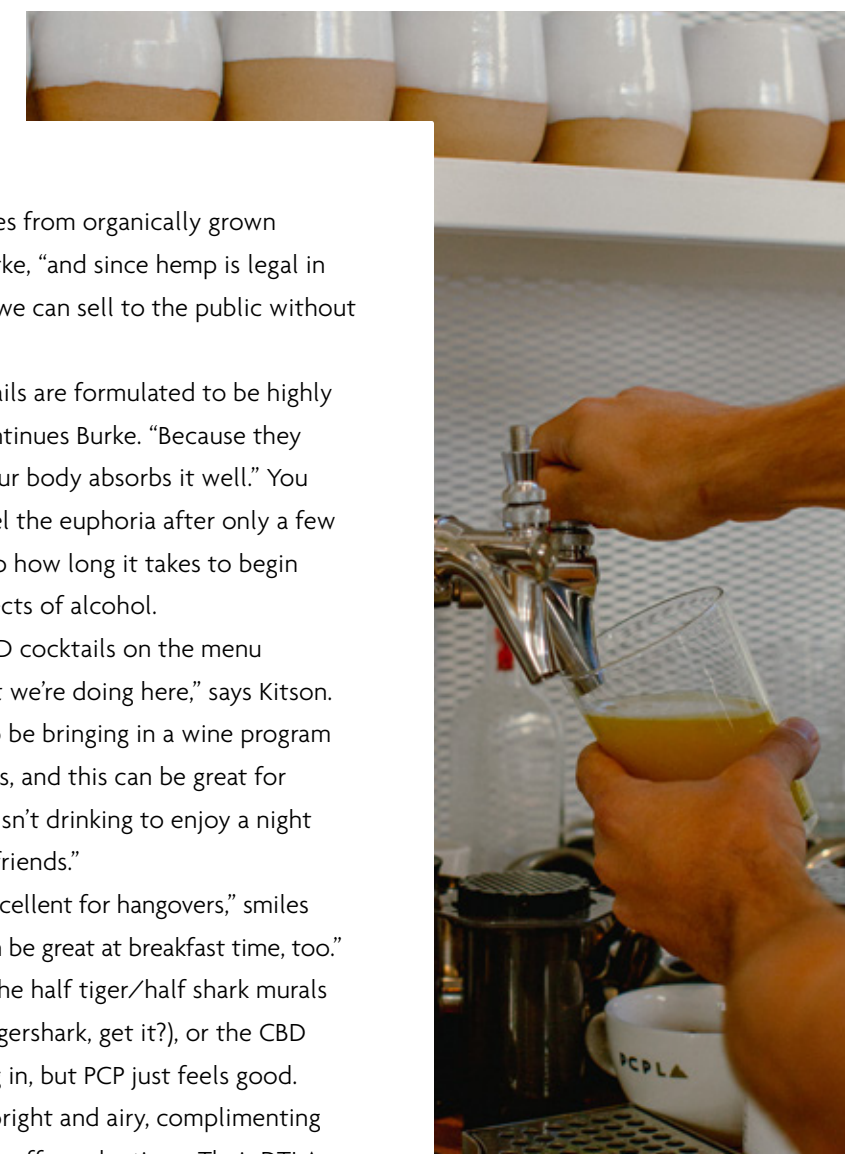 es from organically grown
ke, “and since hemp is legal in
we can sell to the public without
ils are formulated to be highly
ntinues Burke. “Because they
ur body absorbs it well.” You
el the euphoria after only a few
o how long it takes to begin
cts of alcohol.
D cocktails on the menu
t we’re doing here,” says Kitson.
be bringing in a wine program
s, and this can be great for
isn’t drinking to enjoy a night
friends.”
cellent for hangovers,” smiles
be great at breakfast time, too.”
he half tiger/half shark murals
gershark, get it?), or the CBD
in, but PCP just feels good.
bright and airy, complimenting
PCPLA